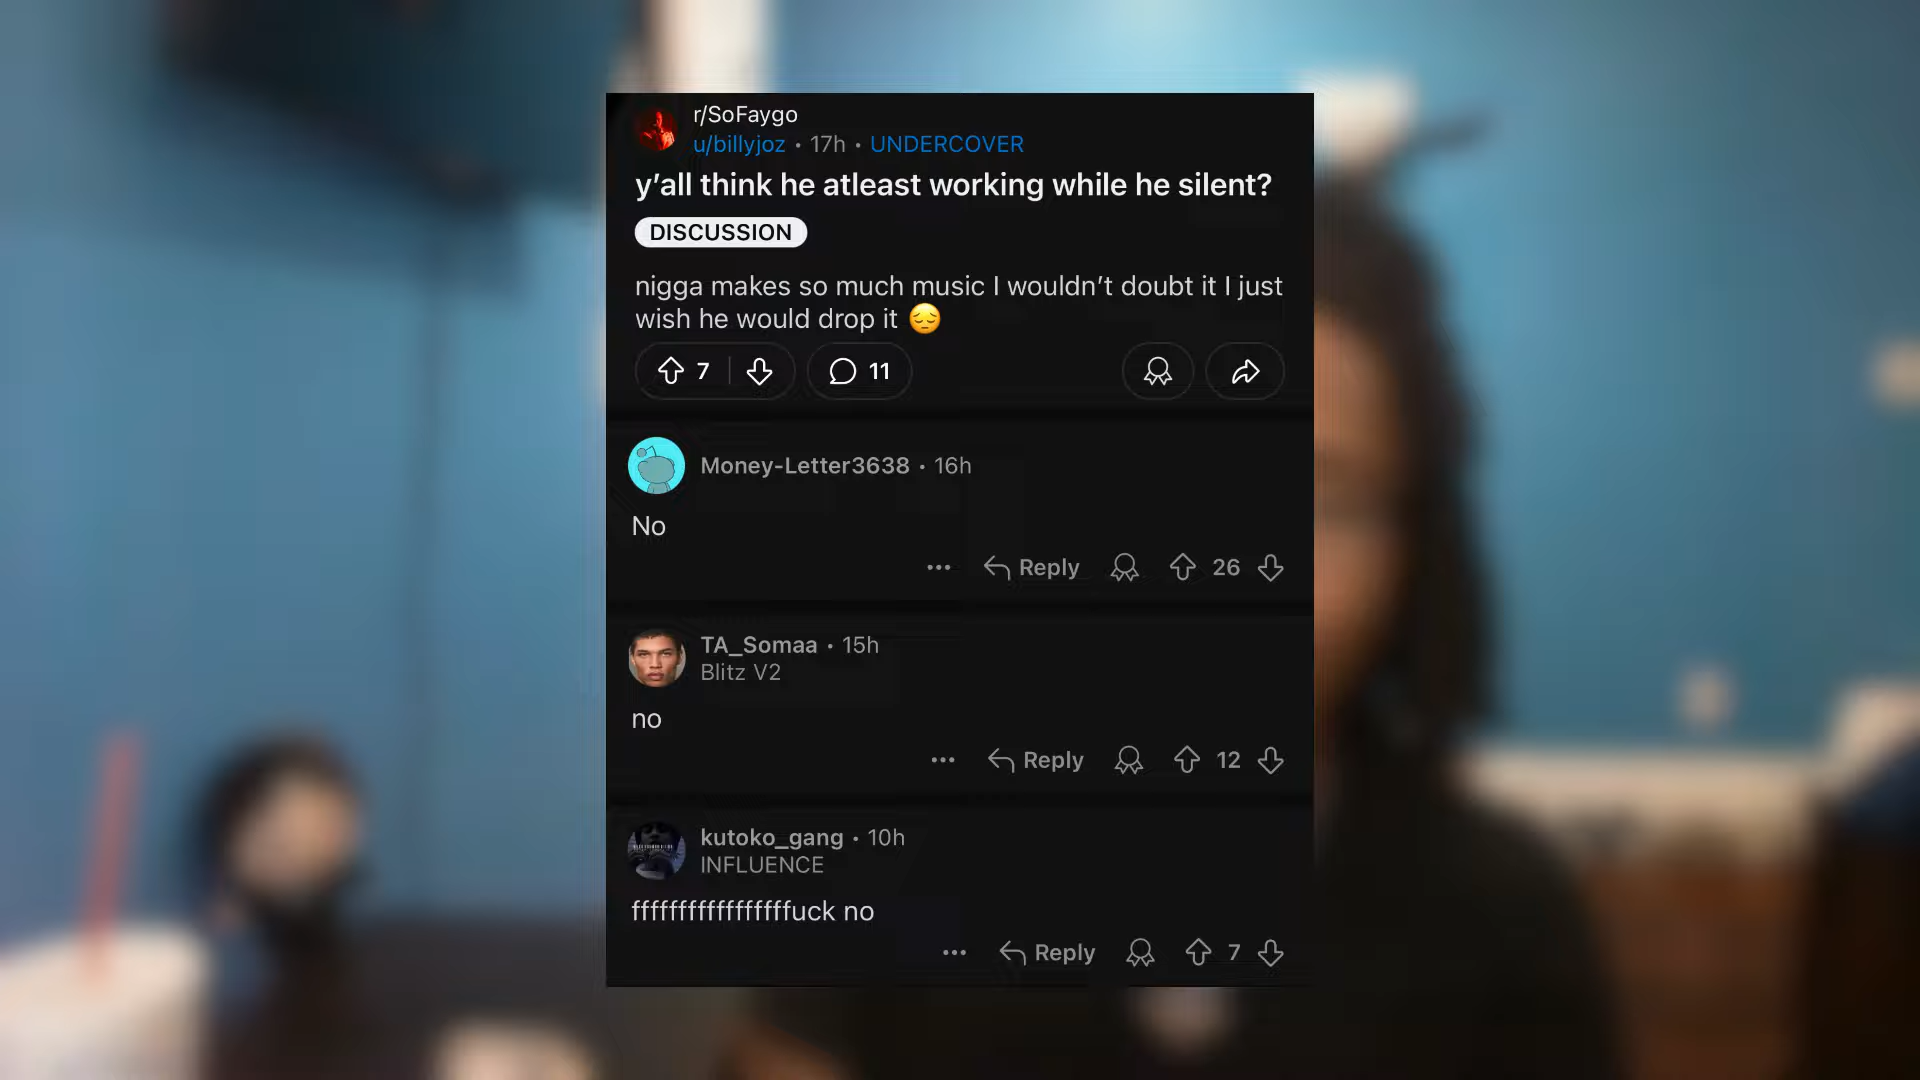 r/SoFaygo
u/billyjoz • 17h • UNDERCOVER
y’all think he atleast working while he silent?
DISCUSSION
nigga makes so much music I wouldn’t doubt it I just
wish he would drop it 😔
7 11
Money-Letter3638 • 16h
No
••• Reply 26
TA_Somaa • 15h
Blitz V2
no
••• Reply 12
kutoko_gang • 10h
INFLUENCE
fffffffffffffffffuck no
••• Reply 7